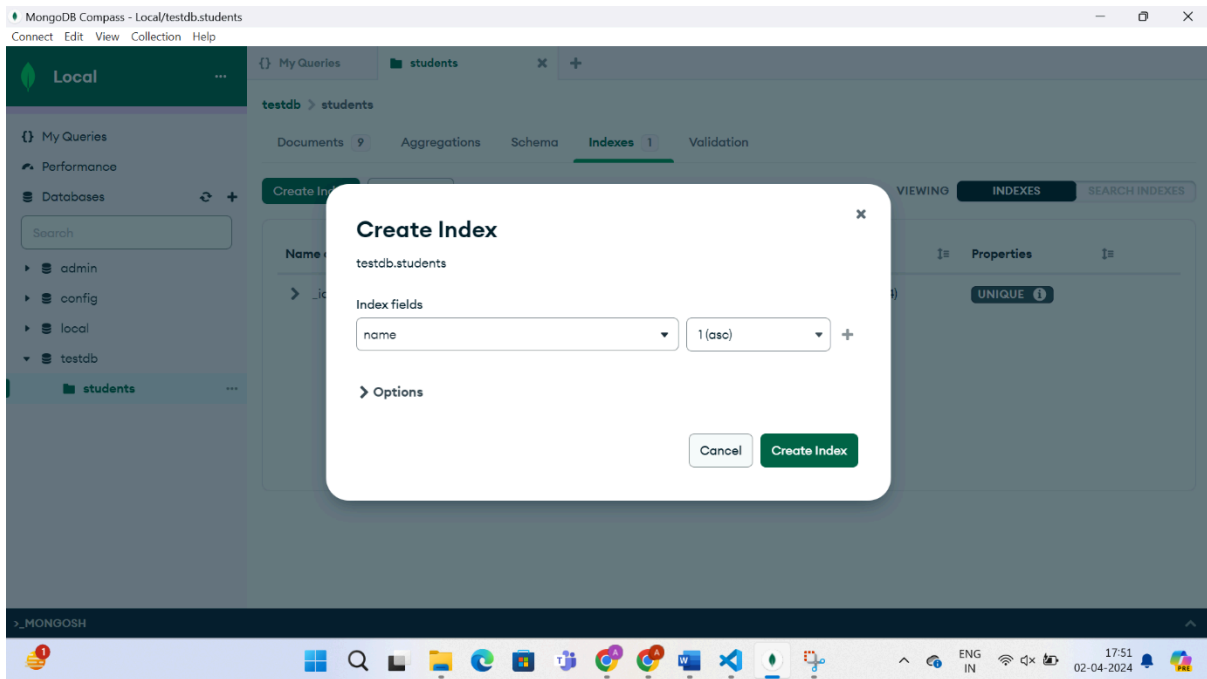 MongoDB Compass - Local/testdb.students
Connect Edit View Collection Help
Local
{} My Queries
students
testdb > students
{} My Queries
Performance
Databases
Search
admin
config
local
testdb
students
Documents 9 Aggregations Schema Indexes 1 Validation
VIEWING INDEXES SEARCH INDEXES
Name
Properties
UNIQUE
Create Index
testdb.students
Index fields
name 1 (asc)
Options
Cancel Create Index
>_MONGOSH
1
ENG
IN
17:51
02-04-2024
PRE